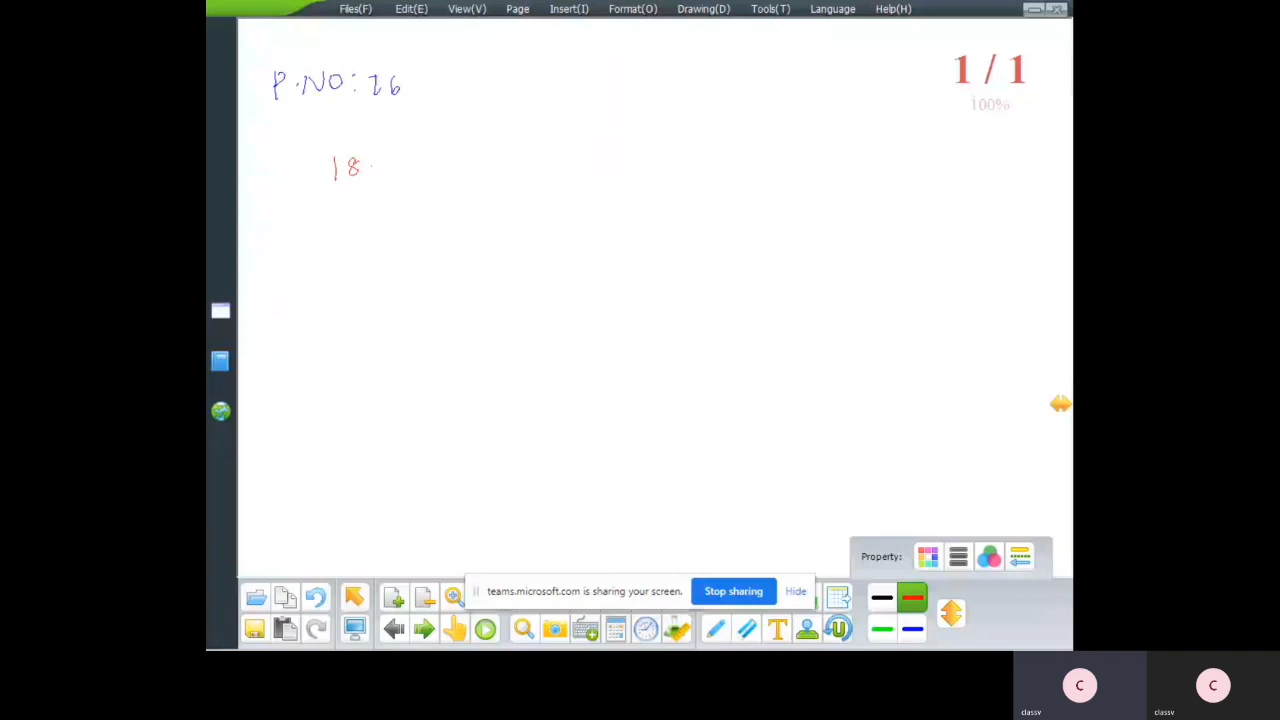 Files(F) Edit(E) View(V) Page Insert(I) Format(O) Drawing(D) Tools(T) Language Help(H)
P.NO: 26
1 / 1
100%
18.
Property:
teams.microsoft.com is sharing your screen. Stop sharing Hide
C C
classv classv